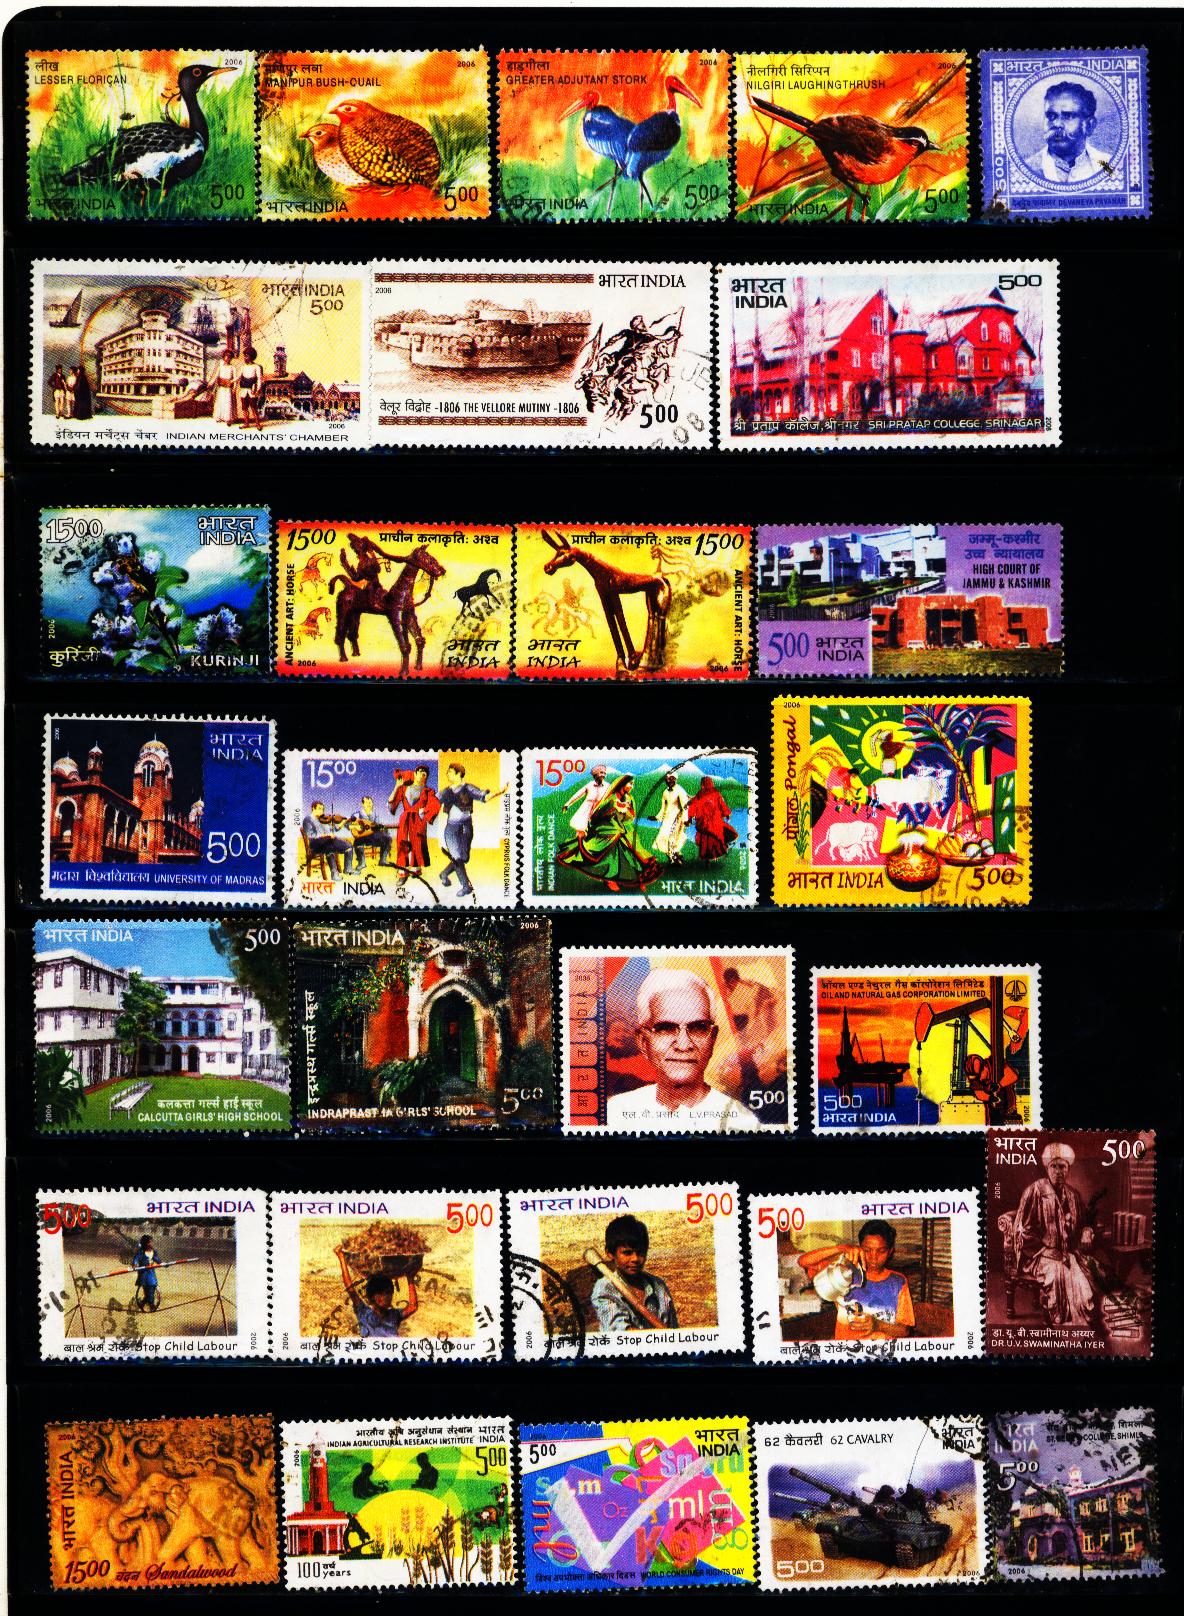 लीख 2006
LESSER FLORICAN
5.00
भारत INDIA
मणिपुर लवा 2006
MANIPUR BUSH-QUAIL
5.00
भारत INDIA
हाड़गीला 2006
GREATER ADJUTANT STORK
5.00
भारत INDIA
नीलगिरी सिरिप्पन 2006
NILGIRI LAUGHINGTHRUSH
5.00
भारत INDIA
भारत INDIA
500
DEVANEYA PAVANAR
भारत INDIA
5.00
2006
इंडियन मर्चेंट्स चेंबर INDIAN MERCHANTS' CHAMBER
भारत INDIA
2006
वेलूर विद्रोह -1806 THE VELLORE MUTINY -1806
5.00
भारत 5.00
INDIA
श्री प्रताप कॉलेज, श्रीनगर SRI PRATAP COLLEGE, SRINAGAR 2006
15.00 भारत
INDIA
2006
कुरिंजी KURINJI
15.00 प्राचीन कलाकृति: अश्व
ANCIENT ART: HORSE
2006
भारत
INDIA
प्राचीन कलाकृति: अश्व 15.00
ANCIENT ART: HORSE
भारत
INDIA 2006
जम्मू-कश्मीर
उच्च न्यायालय
HIGH COURT OF
JAMMU & KASHMIR
2006
5.00 भारत
INDIA
2006
भारत
INDIA
5.00
मद्रास विश्वविद्यालय UNIVERSITY OF MADRAS
15.00
2006
CYPRUS FOLK DANCE
भारत INDIA
15.00
भारतीय लोक नृत्य
INDIAN FOLK DANCE
2006
भारत INDIA
2006
पोंगल Pongal
भारत INDIA 5.00
भारत INDIA 5.00
2006
कलकत्ता गर्ल्स हाई स्कूल
CALCUTTA GIRLS' HIGH SCHOOL
भारत INDIA 2006
इन्द्रप्रस्थ गर्ल्स स्कूल
INDRAPRASTHA GIRLS' SCHOOL 5.00
2006
भारत INDIA
5.00
एल.वी.प्रसाद L.V.PRASAD
ऑयल एण्ड नेचुरल गैस कॉरपोरेशन लिमिटेड
OIL AND NATURAL GAS CORPORATION LIMITED
5.00
भारत INDIA 2006
5.00 भारत INDIA
बाल श्रम रोकें Stop Child Labour 2006
भारत INDIA 5.00
2006 बाल श्रम रोकें Stop Child Labour
भारत INDIA 5.00
2006 बाल श्रम रोकें Stop Child Labour
5.00 भारत INDIA
बाल श्रम रोकें Stop Child Labour 2006
भारत 5.00
INDIA
2006
डा. यू. वी. स्वामीनाथ अय्यर
DR. U.V. SWAMINATHA IYER
2006
भारत INDIA
15.00 चंदन Sandalwood
भारतीय कृषि अनुसंधान संस्थान भारत
INDIAN AGRICULTURAL RESEARCH INSTITUTE INDIA
2006 5.00
100 वर्ष
years
2006
5.00 भारत
INDIA
ml
Oz
विश्व उपभोक्ता अधिकार दिवस WORLD CONSUMER RIGHTS DAY
62 कैवलरी 62 CAVALRY भारत
INDIA
5.00 2006
भारत
INDIA
ST. BEDE'S COLLEGE, SHIMLA
5.00
2006